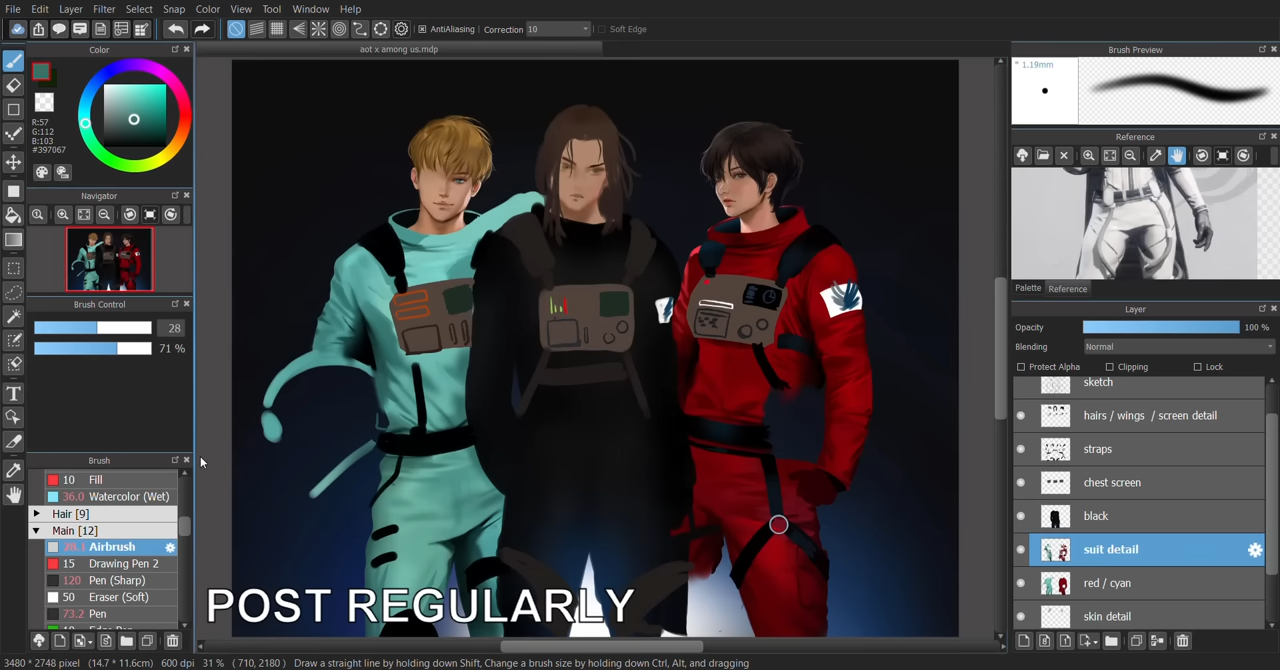 File Edit Layer Filter Select Snap Color View Tool Window Help
AntiAliasing Correction 10 Soft Edge
Color
aot x among us.mdp
Brush Preview
1.19mm
R:57
G:112
B:103
#397067
Reference
Navigator
Palette Reference
Brush Control
28
71 %
Layer
Opacity 100 %
Blending Normal
Protect Alpha Clipping Lock
sketch
hairs / wings / screen detail
straps
chest screen
black
suit detail
red / cyan
skin detail
Brush
10 Fill
36.0 Watercolor (Wet)
Hair [9]
Main [12]
Airbrush
15 Drawing Pen 2
120 Pen (Sharp)
50 Eraser (Soft)
73.2 Pen
POST REGULARLY
3480 * 2748 pixel (14.7 * 11.6cm) 600 dpi 31 % ( 710, 2180 ) Draw a straight line by holding down Shift, Change a brush size by holding down Ctrl, Alt, and dragging